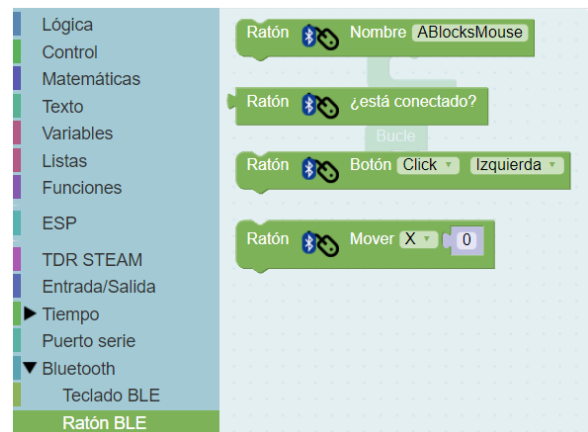 Lógica
Control
Matemáticas
Texto
Variables
Listas
Funciones
ESP
TDR STEAM
Entrada/Salida
Tiempo
Puerto serie
Bluetooth
Teclado BLE
Ratón BLE
Ratón Nombre ABlocksMouse
Ratón ¿está conectado?
Bucle
Ratón Botón Click Izquierda
Ratón Mover X 0